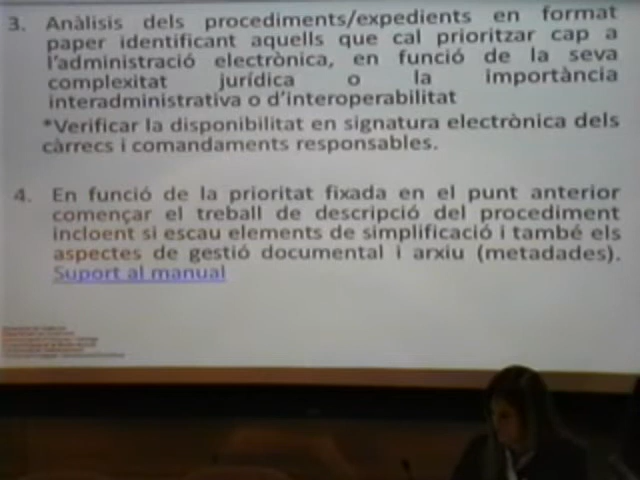 3. Anàlisis dels procediments/expedients en format
paper identificant aquells que cal prioritzar cap a
l'administració electrònica, en funció de la seva
complexitat jurídica o la importància
interadministrativa o d'interoperabilitat
*Verificar la disponibilitat en signatura electrònica dels
càrrecs i comandaments responsables.
4. En funció de la prioritat fixada en el punt anterior
començar el treball de descripció del procediment
incloent si escau elements de simplificació i també els
aspectes de gestió documental i arxiu (metadades).
Suport al manual